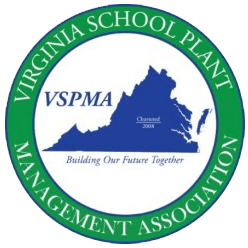 VIRGINIA SCHOOL PLANT
VSPMA
Chartered
2008
Building Our Future Together
MANAGEMENT ASSOCIATION